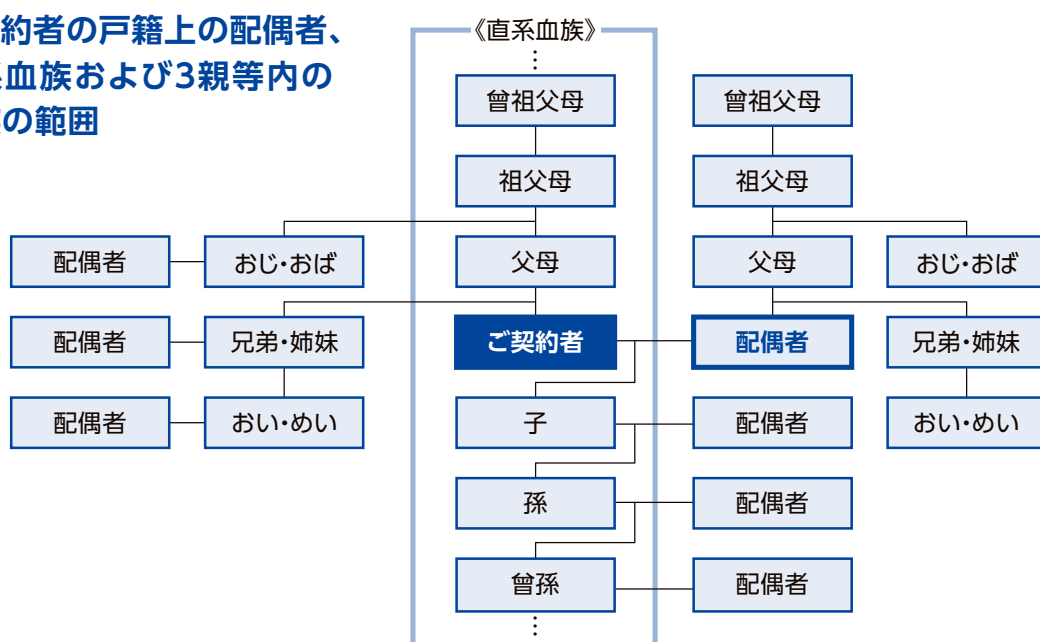 約者の戸籍上の配偶者、
血族および3親等内の
の範囲
《直系血族》
⋮
曾祖父母 曾祖父母
祖父母 祖父母
配偶者 おじ・おば 父母 父母 おじ・おば
配偶者 兄弟・姉妹 ご契約者 配偶者 兄弟・姉妹
配偶者 おい・めい 子 配偶者 おい・めい
孫 配偶者
曾孫 配偶者
⋮